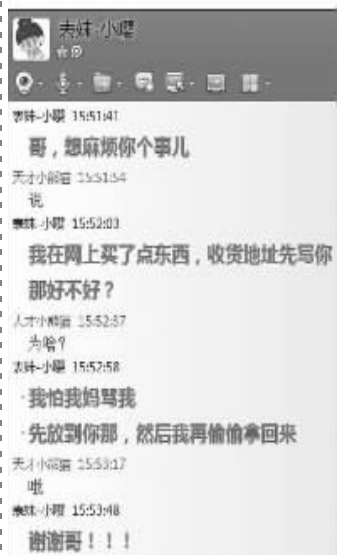 表妹-小嘤
表妹-小嘤 15:51:41
哥，想麻烦你个事儿
天才小熊猫 15:51:54
说
表妹-小嘤 15:52:03
我在网上买了点东西，收货地址先写你
那好不好？
天才小熊猫 15:52:37
为啥？
表妹-小嘤 15:52:58
·我怕我妈骂我
·先放到你那，然后我再偷偷拿回来
天才小熊猫 15:53:17
哦
表妹-小嘤 15:53:48
谢谢哥！！！